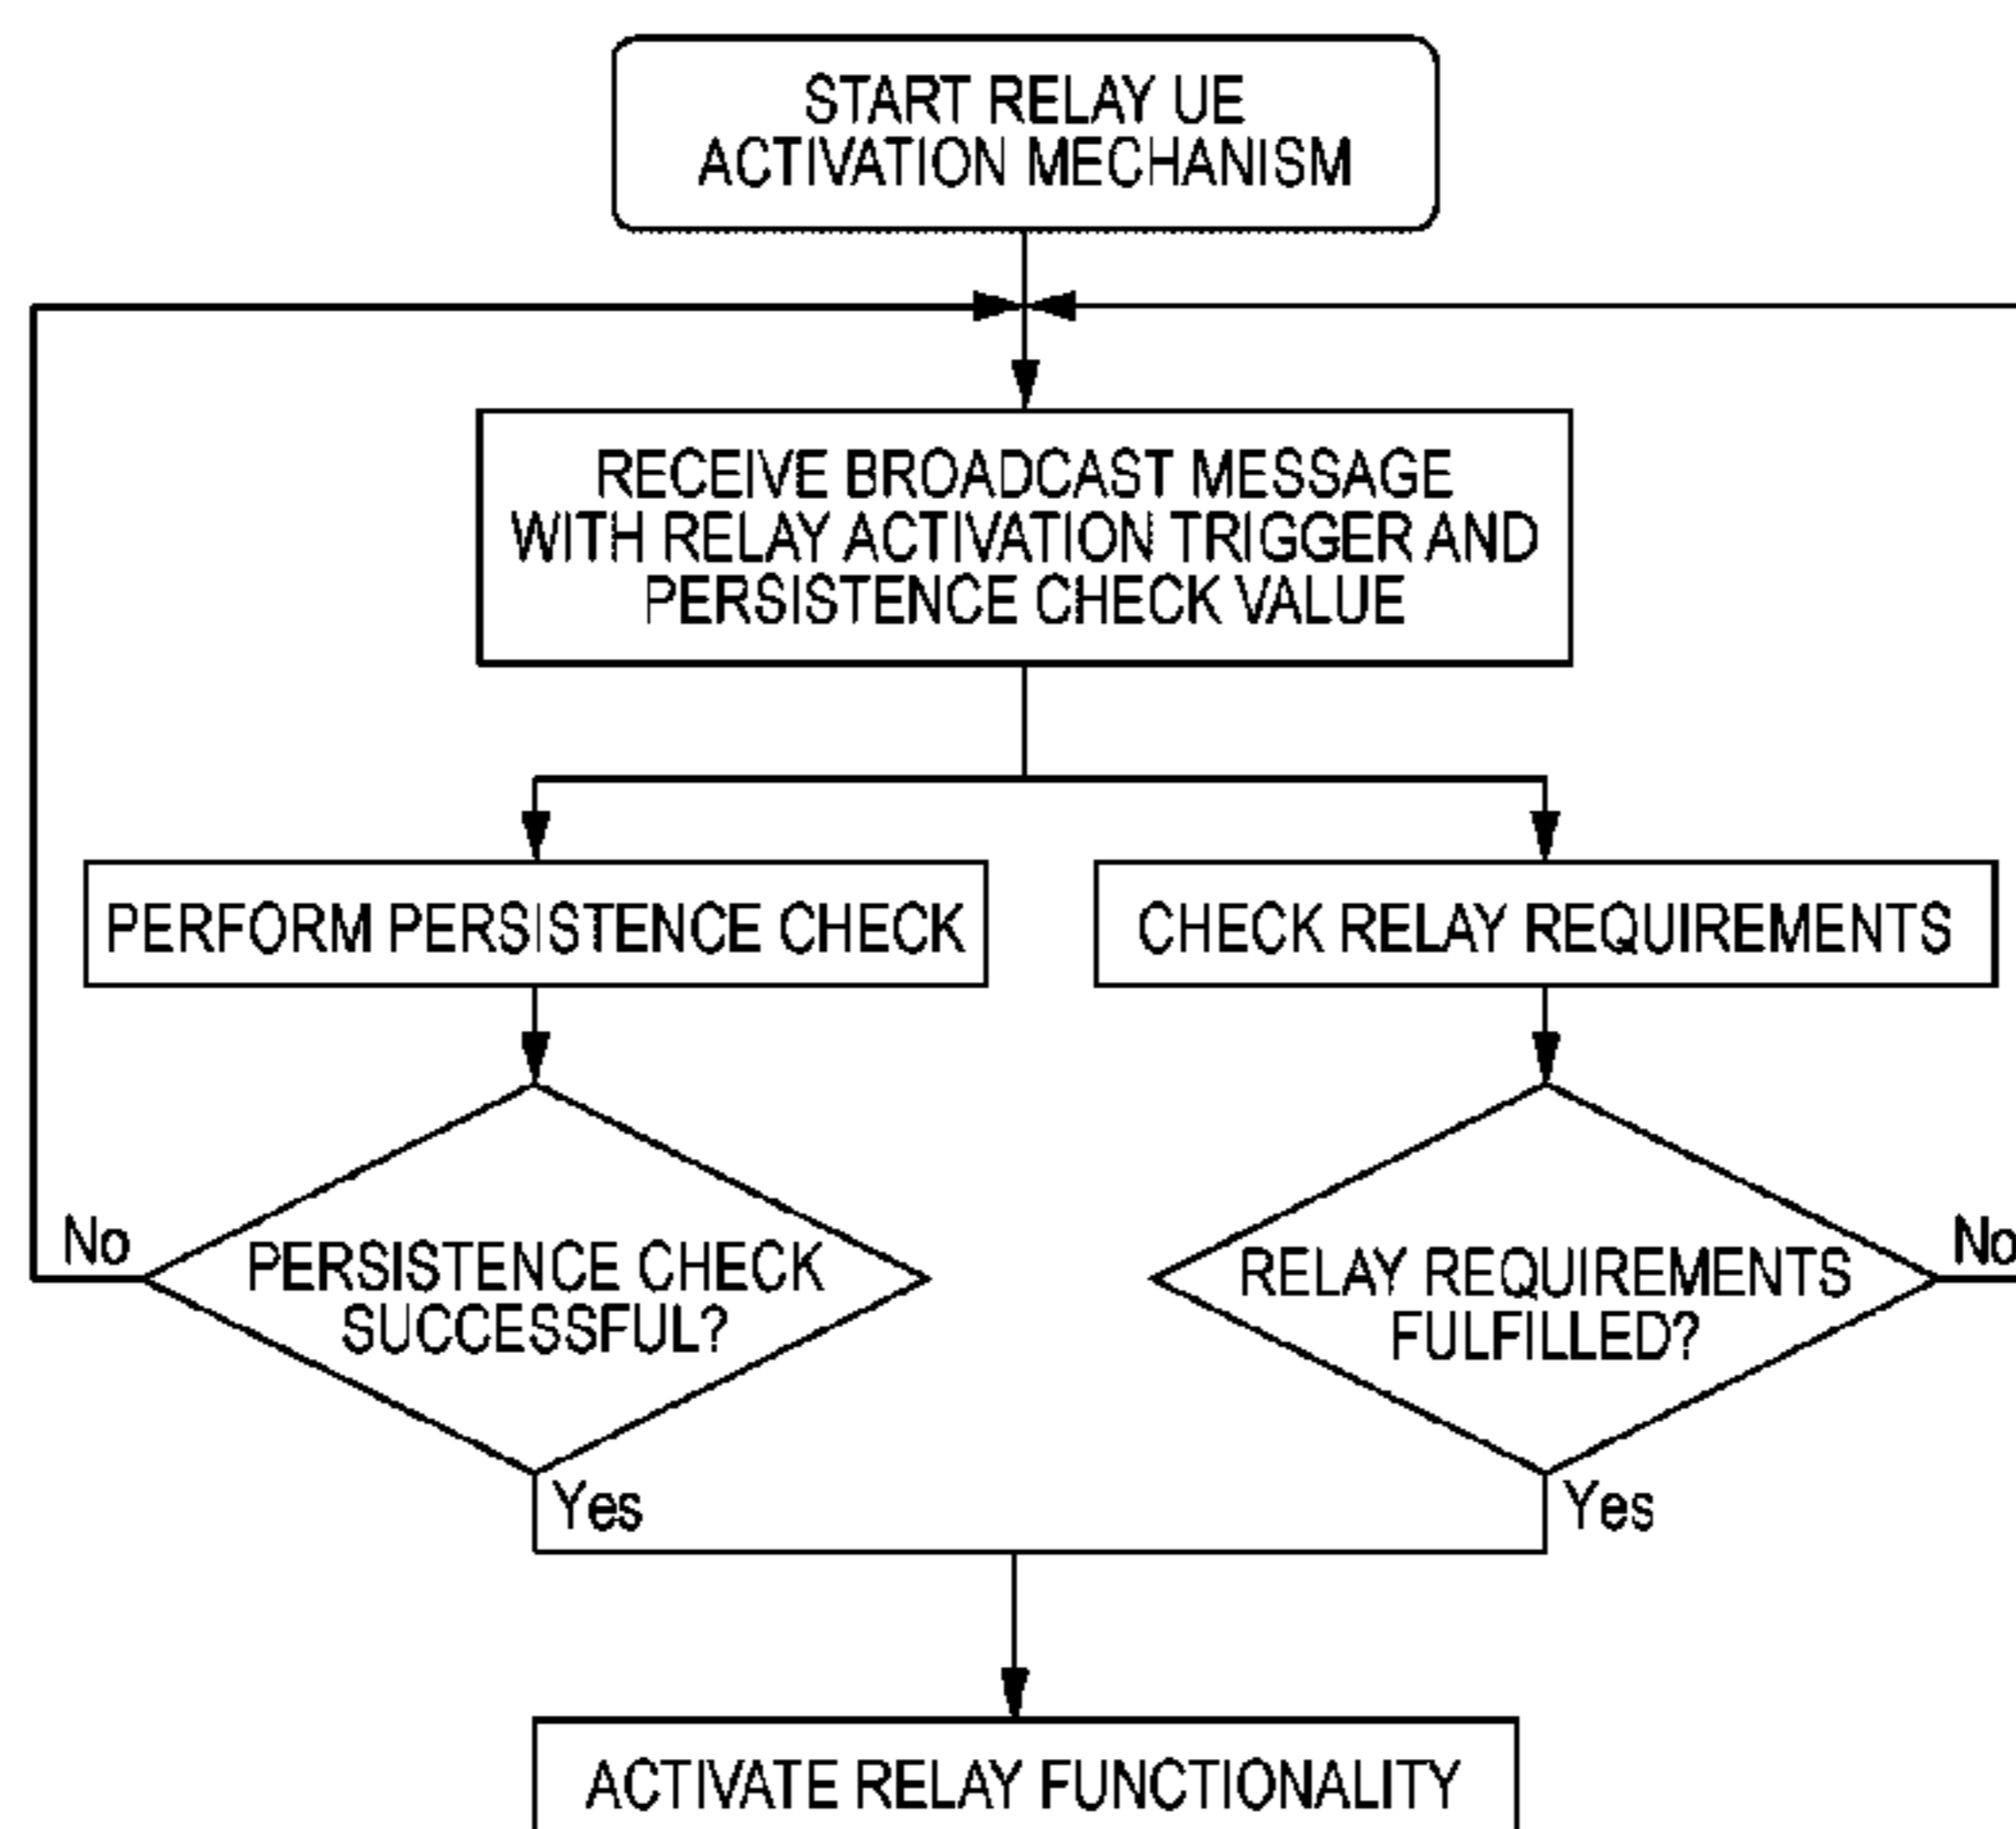 START RELAY UE
ACTIVATION MECHANISM
RECEIVE BROADCAST MESSAGE
WITH RELAY ACTIVATION TRIGGER AND
PERSISTENCE CHECK VALUE
PERFORM PERSISTENCE CHECK
CHECK RELAY REQUIREMENTS
No
PERSISTENCE CHECK
SUCCESSFUL?
RELAY REQUIREMENTS
FULFILLED?
No
Yes
Yes
ACTIVATE RELAY FUNCTIONALITY